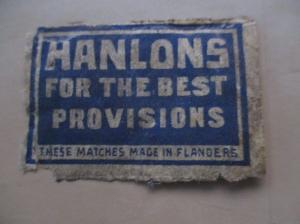 HANLONS
FOR THE BEST
PROVISIONS
THESE MATCHES MADE IN FLANDERS